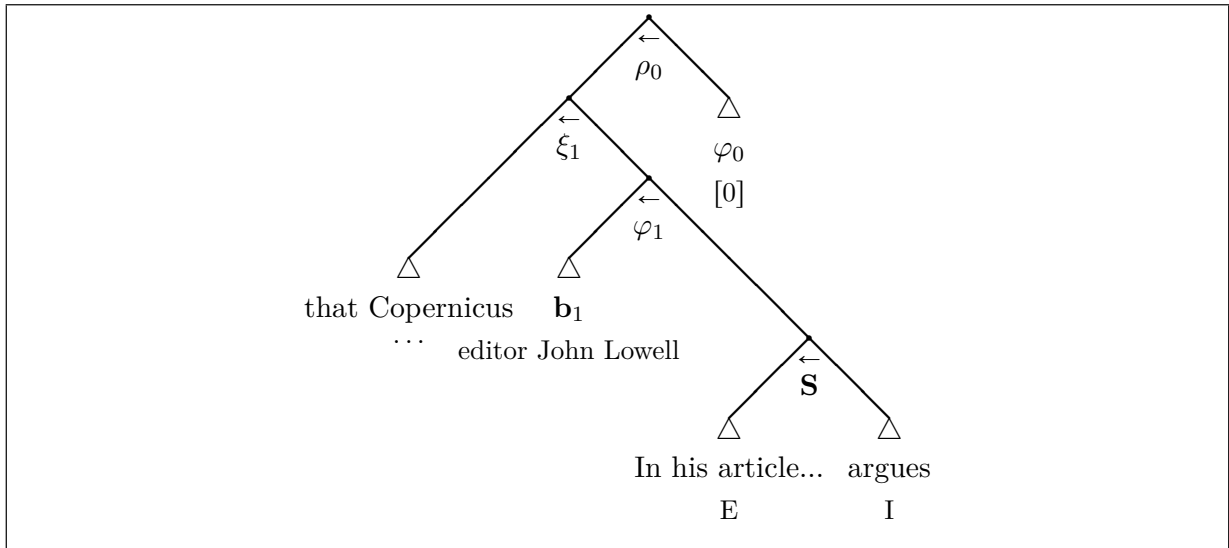 ←
ρ₀
←
ξ₁
φ₀
[0]
←
φ₁
that Copernicus
···
b₁
editor John Lowell
←
S
In his article... argues
E I